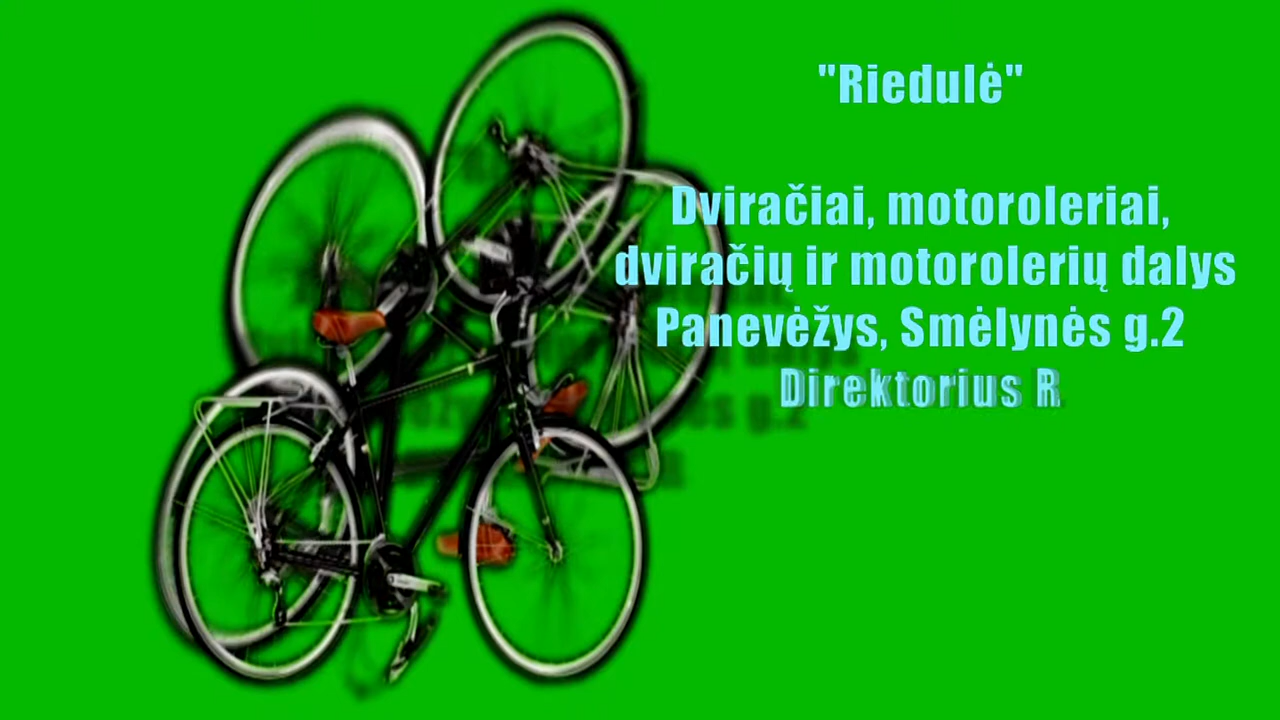 "Riedulė"
Dviračiai, motoroleriai,
dviračių ir motorolerių dalys
Panevėžys, Smėlynės g.2
Direktorius R